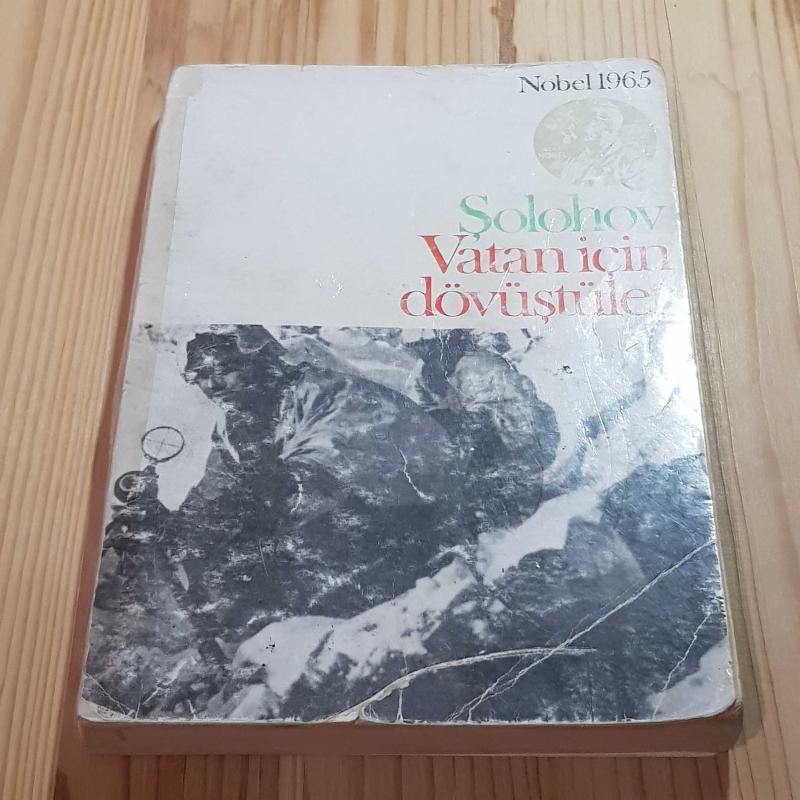 Nobel 1965
Şolohov
Vatan için
dövüştüler